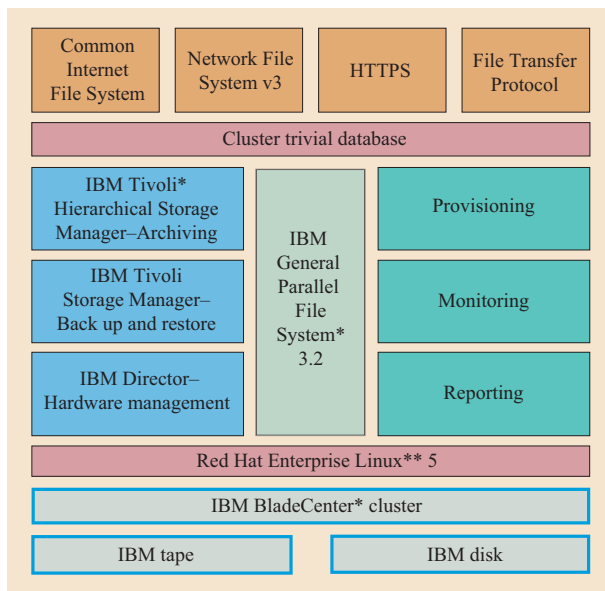 Common
Internet
File System
Network File
System v3
HTTPS
File Transfer
Protocol
Cluster trivial database
IBM Tivoli*
Hierarchical Storage
Manager–Archiving
IBM Tivoli
Storage Manager–
Back up and restore
IBM Director–
Hardware management
IBM
General
Parallel
File
System*
3.2
Provisioning
Monitoring
Reporting
Red Hat Enterprise Linux** 5
IBM BladeCenter* cluster
IBM tape
IBM disk